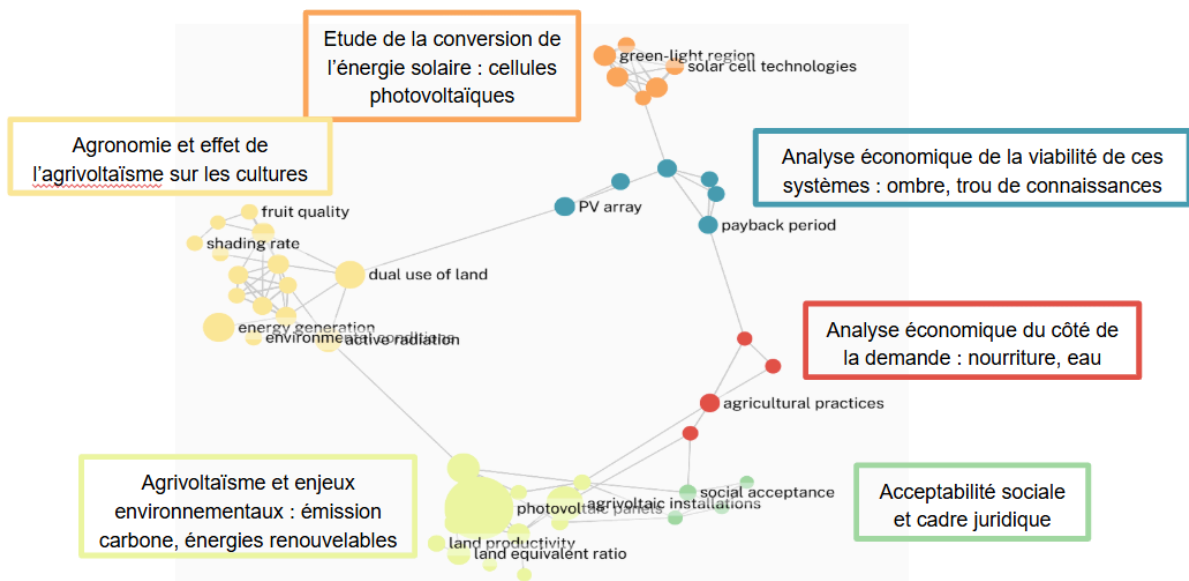 Etude de la conversion de
l'énergie solaire : cellules
photovoltaïques
green-light region
solar cell technologies
Agronomie et effet de
l'agrivoltaïsme sur les cultures
Analyse économique de la viabilité de ces
systèmes : ombre, trou de connaissances
fruit quality
PV array
payback period
shading rate
dual use of land
energy generation
environmental conditions
active radiation
Analyse économique du côté de
la demande : nourriture, eau
agricultural practices
Agrivoltaïsme et enjeux
environnementaux : émission
carbone, énergies renouvelables
social acceptance
agrivoltaic installations
photovoltaic panels
Acceptabilité sociale
et cadre juridique
land productivity
land equivalent ratio